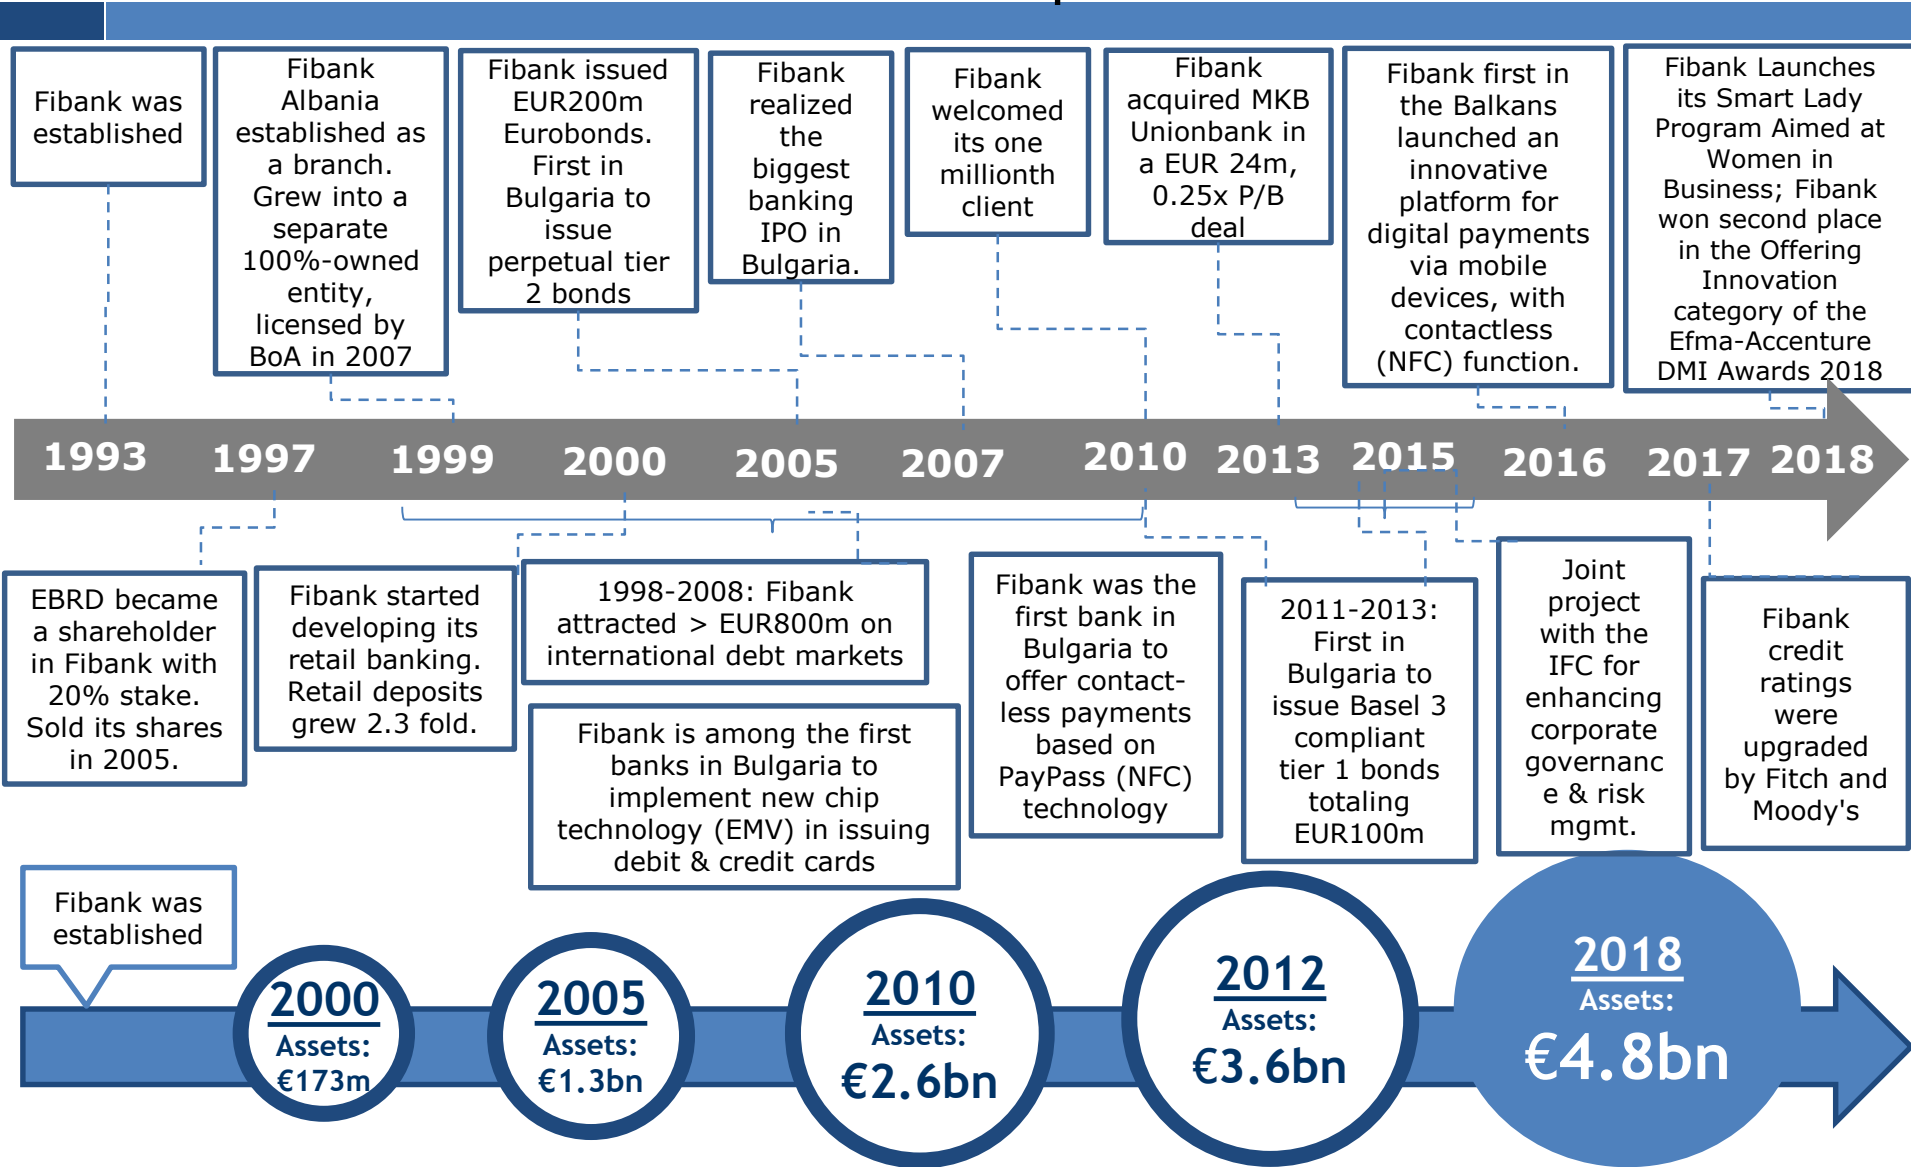 Fibank was
established
Fibank
Albania
established as
a branch.
Grew into a
separate
100%-owned
entity,
licensed by
BoA in 2007
Fibank issued
EUR200m
Eurobonds.
First in
Bulgaria to
issue
perpetual tier
2 bonds
Fibank
realized
the
biggest
banking
IPO in
Bulgaria.
Fibank
welcomed
its one
millionth
client
Fibank
acquired MKB
Unionbank in
a EUR 24m,
0.25x P/B
deal
Fibank first in
the Balkans
launched an
innovative
platform for
digital payments
via mobile
devices, with
contactless
(NFC) function.
Fibank Launches
its Smart Lady
Program Aimed at
Women in
Business; Fibank
won second place
in the Offering
Innovation
category of the
Efma-Accenture
DMI Awards 2018
1993 1997 1999 2000 2005 2007 2010 2013 2015 2016 2017 2018
EBRD became
a shareholder
in Fibank with
20% stake.
Sold its shares
in 2005.
Fibank started
developing its
retail banking.
Retail deposits
grew 2.3 fold.
1998-2008: Fibank
attracted > EUR800m on
international debt markets
Fibank is among the first
banks in Bulgaria to
implement new chip
technology (EMV) in issuing
debit & credit cards
Fibank was the
first bank in
Bulgaria to
offer contact-
less payments
based on
PayPass (NFC)
technology
2011-2013:
First in
Bulgaria to
issue Basel 3
compliant
tier 1 bonds
totaling
EUR100m
Joint
project
with the
IFC for
enhancing
corporate
governanc
e & risk
mgmt.
Fibank
credit
ratings
were
upgraded
by Fitch and
Moody's
Fibank was
established
2000
Assets:
€173m
2005
Assets:
€1.3bn
2010
Assets:
€2.6bn
2012
Assets:
€3.6bn
2018
Assets:
€4.8bn